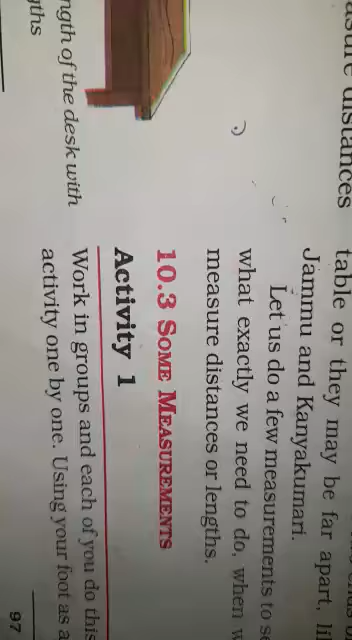 distances
ngth of the desk with
gths
table or they may be far apart,
Jammu and Kanyakumari.
Let us do a few measurements to
what exactly we need to do, when
measure distances or lengths.
10.3 SOME MEASUREMENTS
Activity 1
Work in groups and each of you do this
activity one by one. Using your foot as a
97